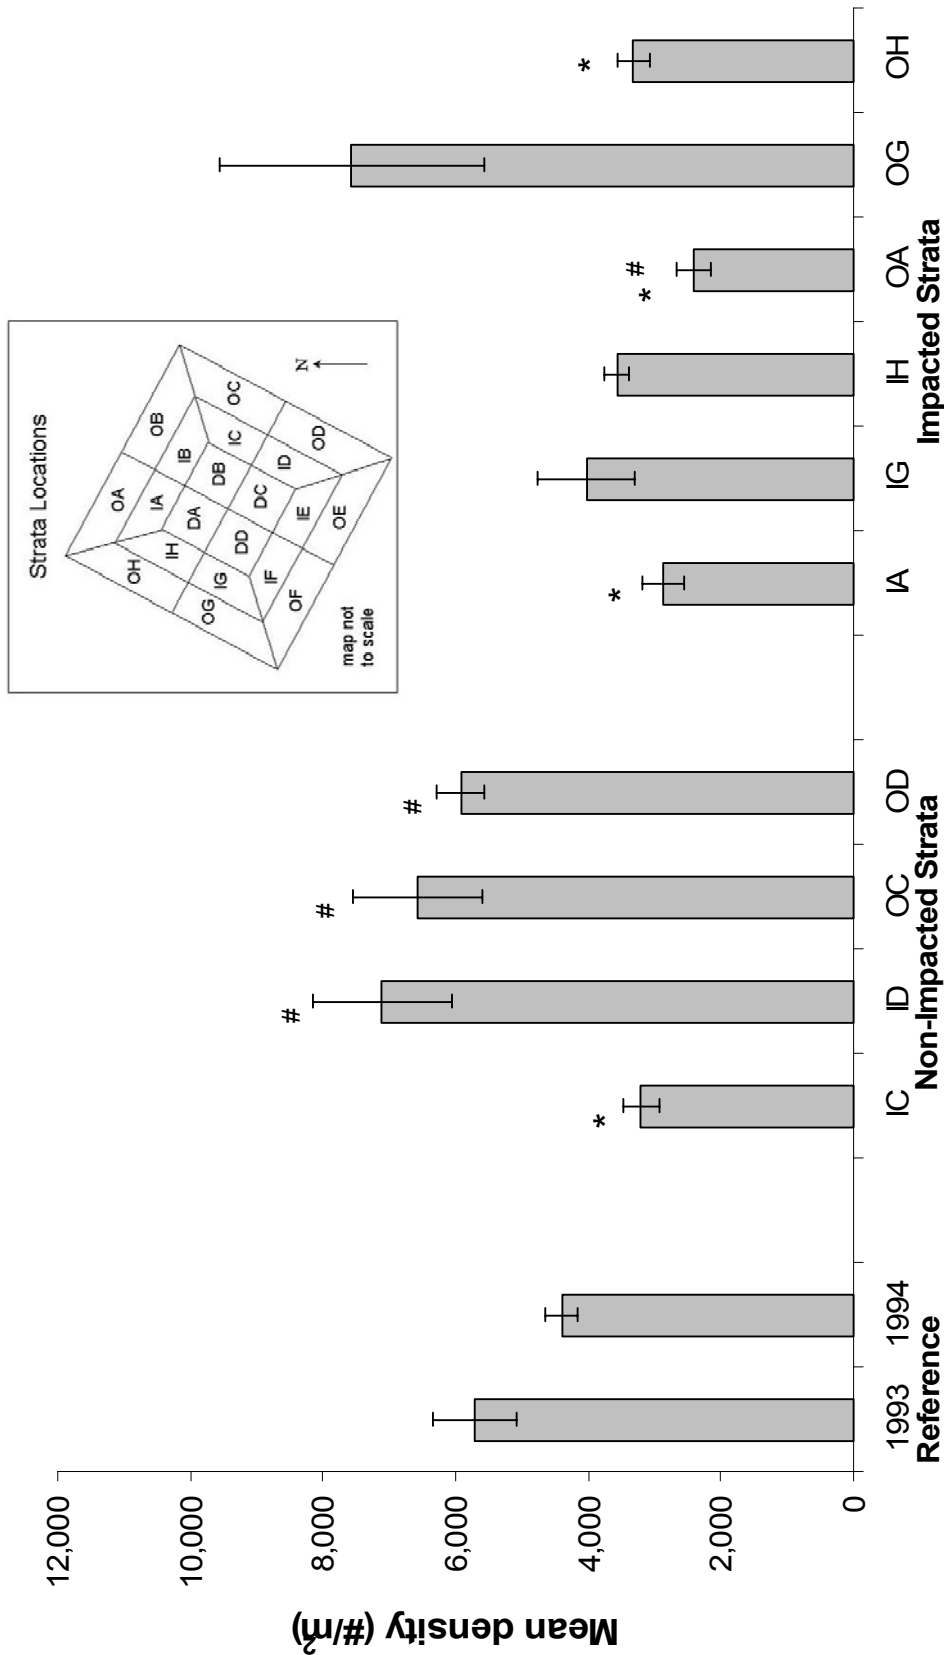 Mean density (#/m2)
12,000
10,000
8,000
6,000
4,000
2,000
0
Strata Locations
OA
OB
OH
IA
IB
OC
IH
DA
DB
IC
OG
IG
DD
DC
ID
OD
IF
IE
OF
OE
N
map not
to scale
#
#
#
*
*
*
#
*
1993 1994 IC ID OC OD IA IG IH OA OG OH
Reference Non-Impacted Strata Impacted Strata